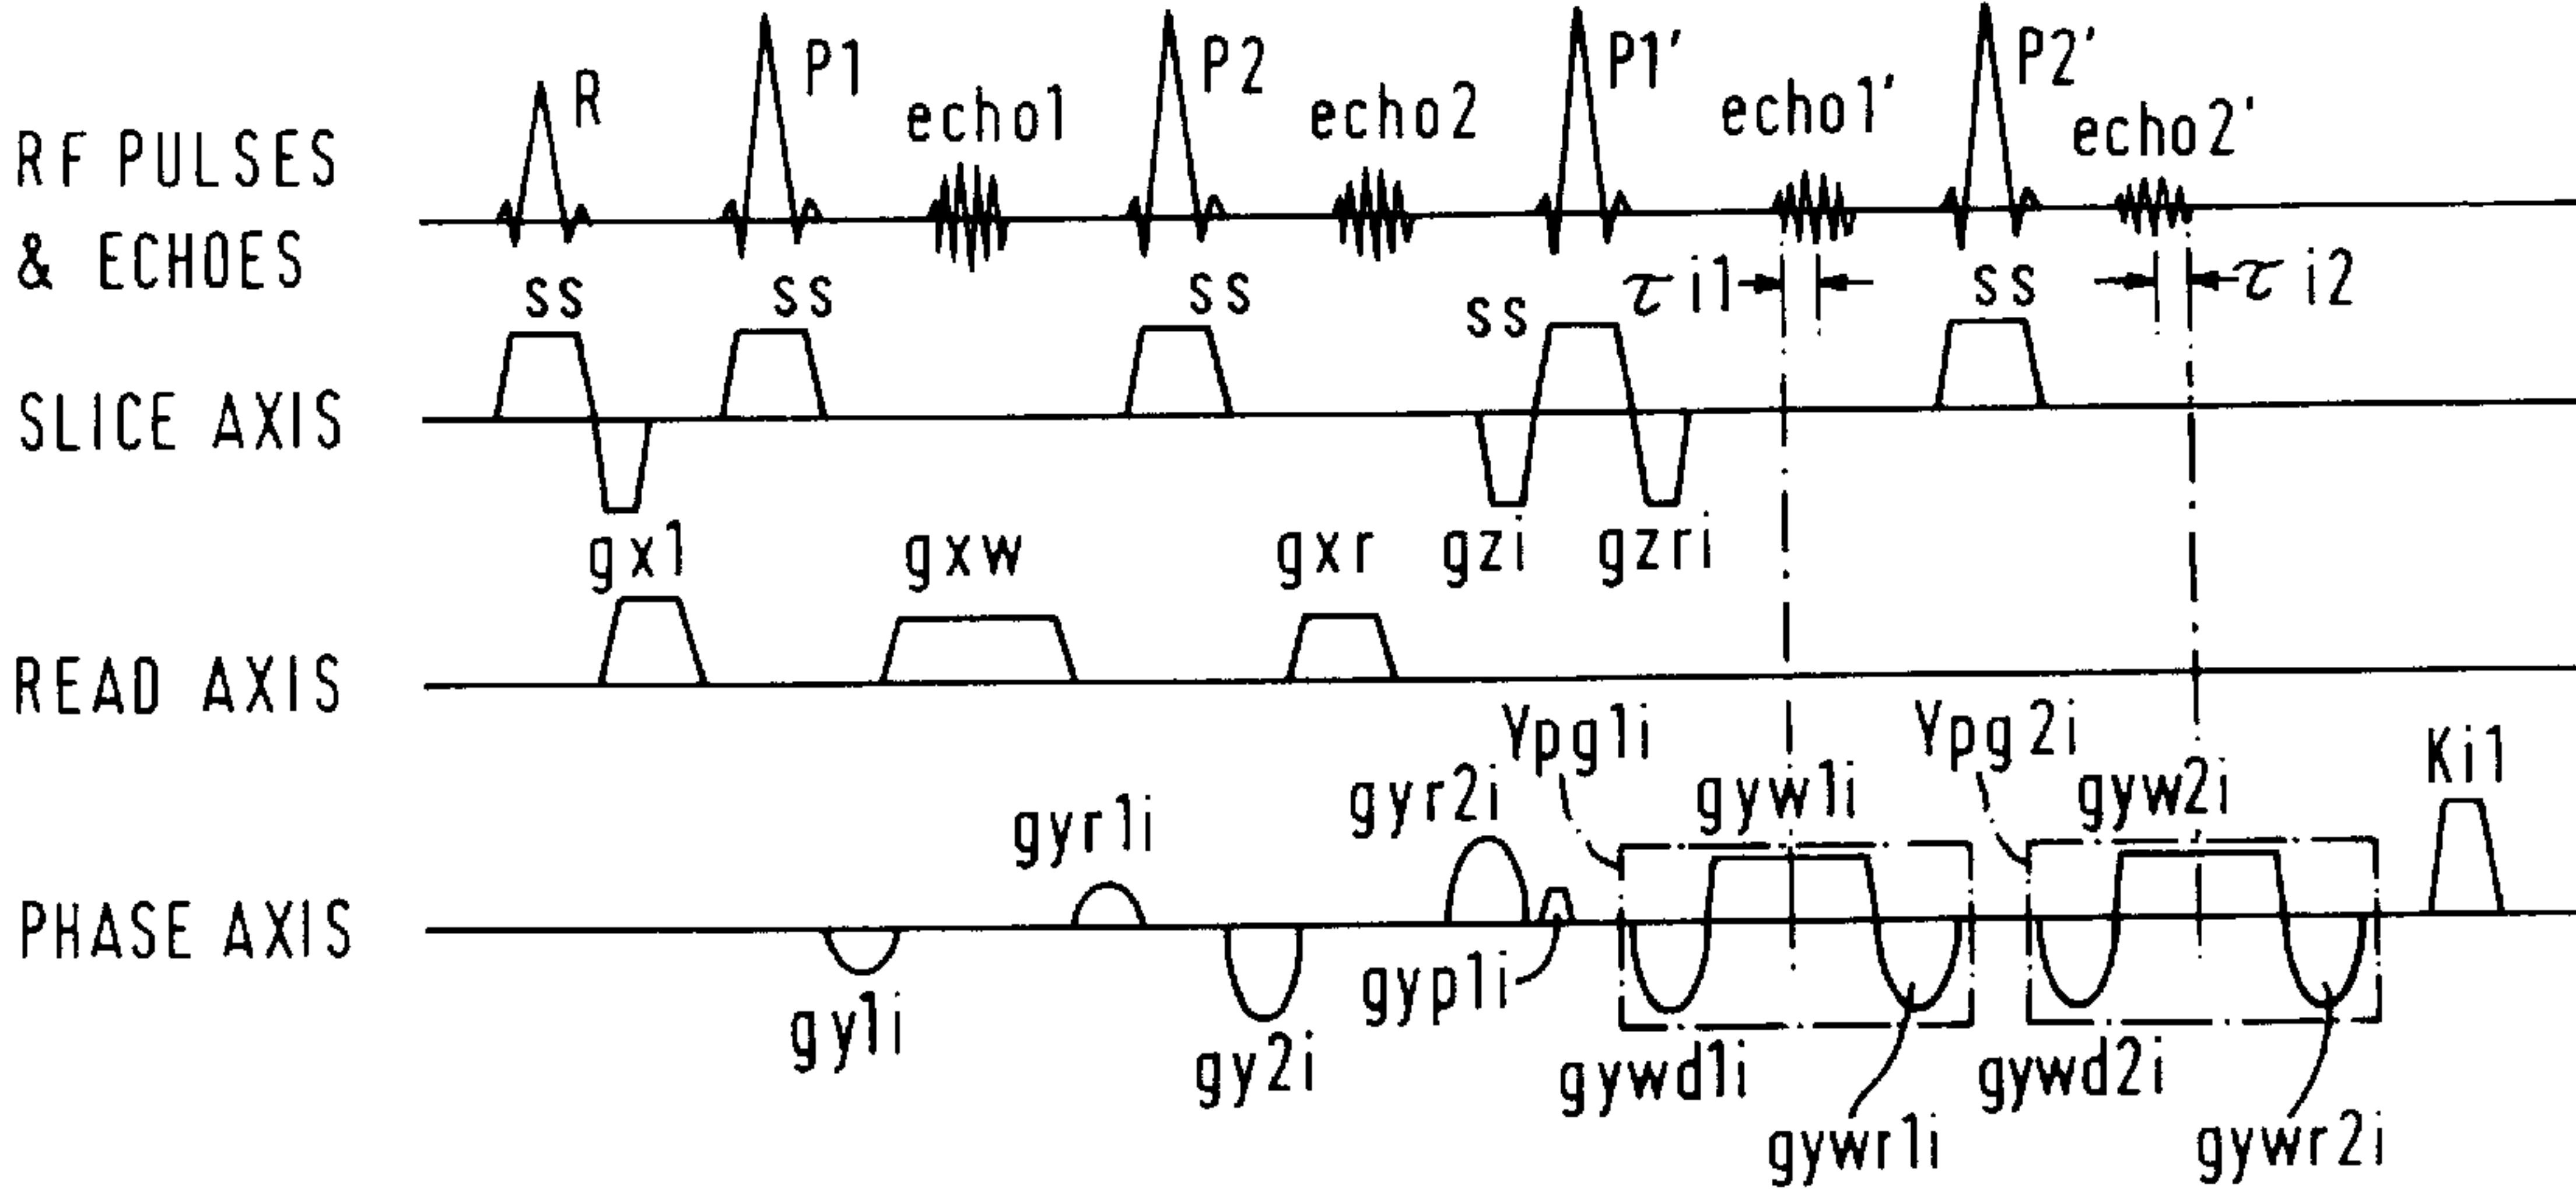 RF PULSES
& ECHOES
R
P1
echo1
P2
echo2
P1'
echo1'
P2'
echo2'
τi1
τi2
SLICE AXIS
ss
ss
ss
ss
ss
gzi
gzri
READ AXIS
gx1
gxw
gxr
PHASE AXIS
gy1i
gyr1i
gy2i
gyr2i
gyp1i
Ypg1i
gyw1i
gywd1i
gywr1i
Ypg2i
gyw2i
gywd2i
gywr2i
Ki1